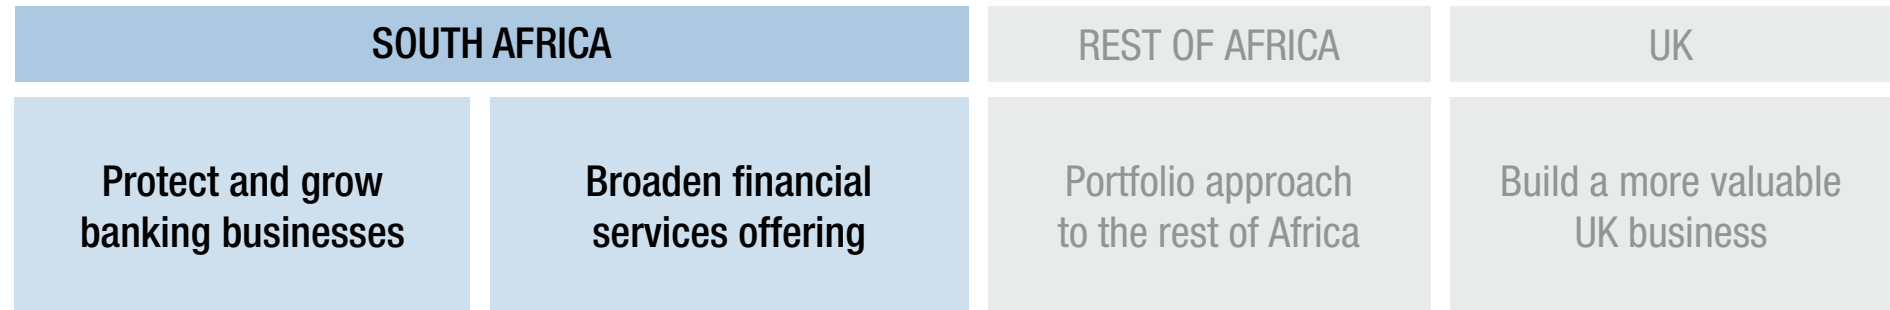 SOUTH AFRICA
REST OF AFRICA
UK
Protect and grow
banking businesses
Broaden financial
services offering
Portfolio approach
to the rest of Africa
Build a more valuable
UK business